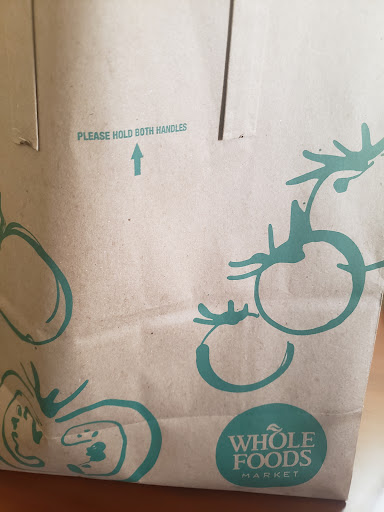 PLEASE HOLD BOTH HANDLES
WHOLE
FOODS
MARKET